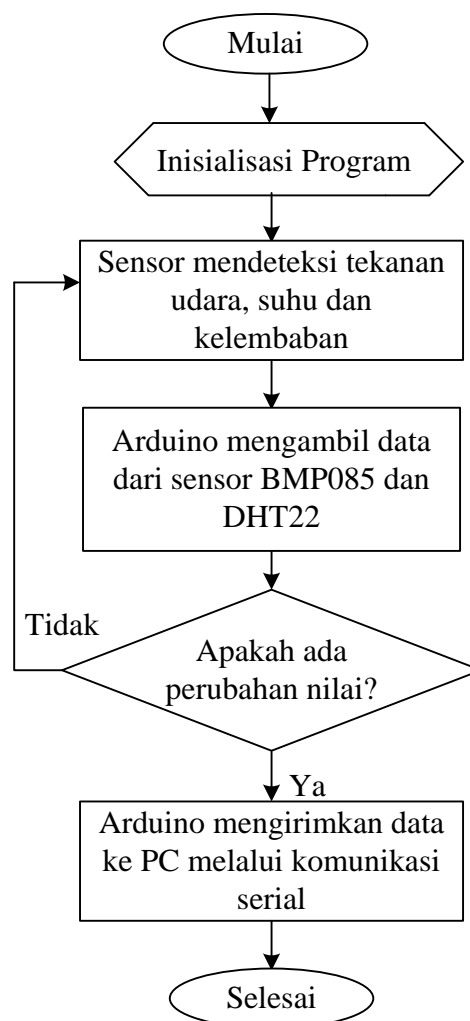 Mulai
Inisialisasi Program
Sensor mendeteksi tekanan
udara, suhu dan
kelembaban
Arduino mengambil data
dari sensor BMP085 dan
DHT22
Tidak
Apakah ada
perubahan nilai?
Ya
Arduino mengirimkan data
ke PC melalui komunikasi
serial
Selesai